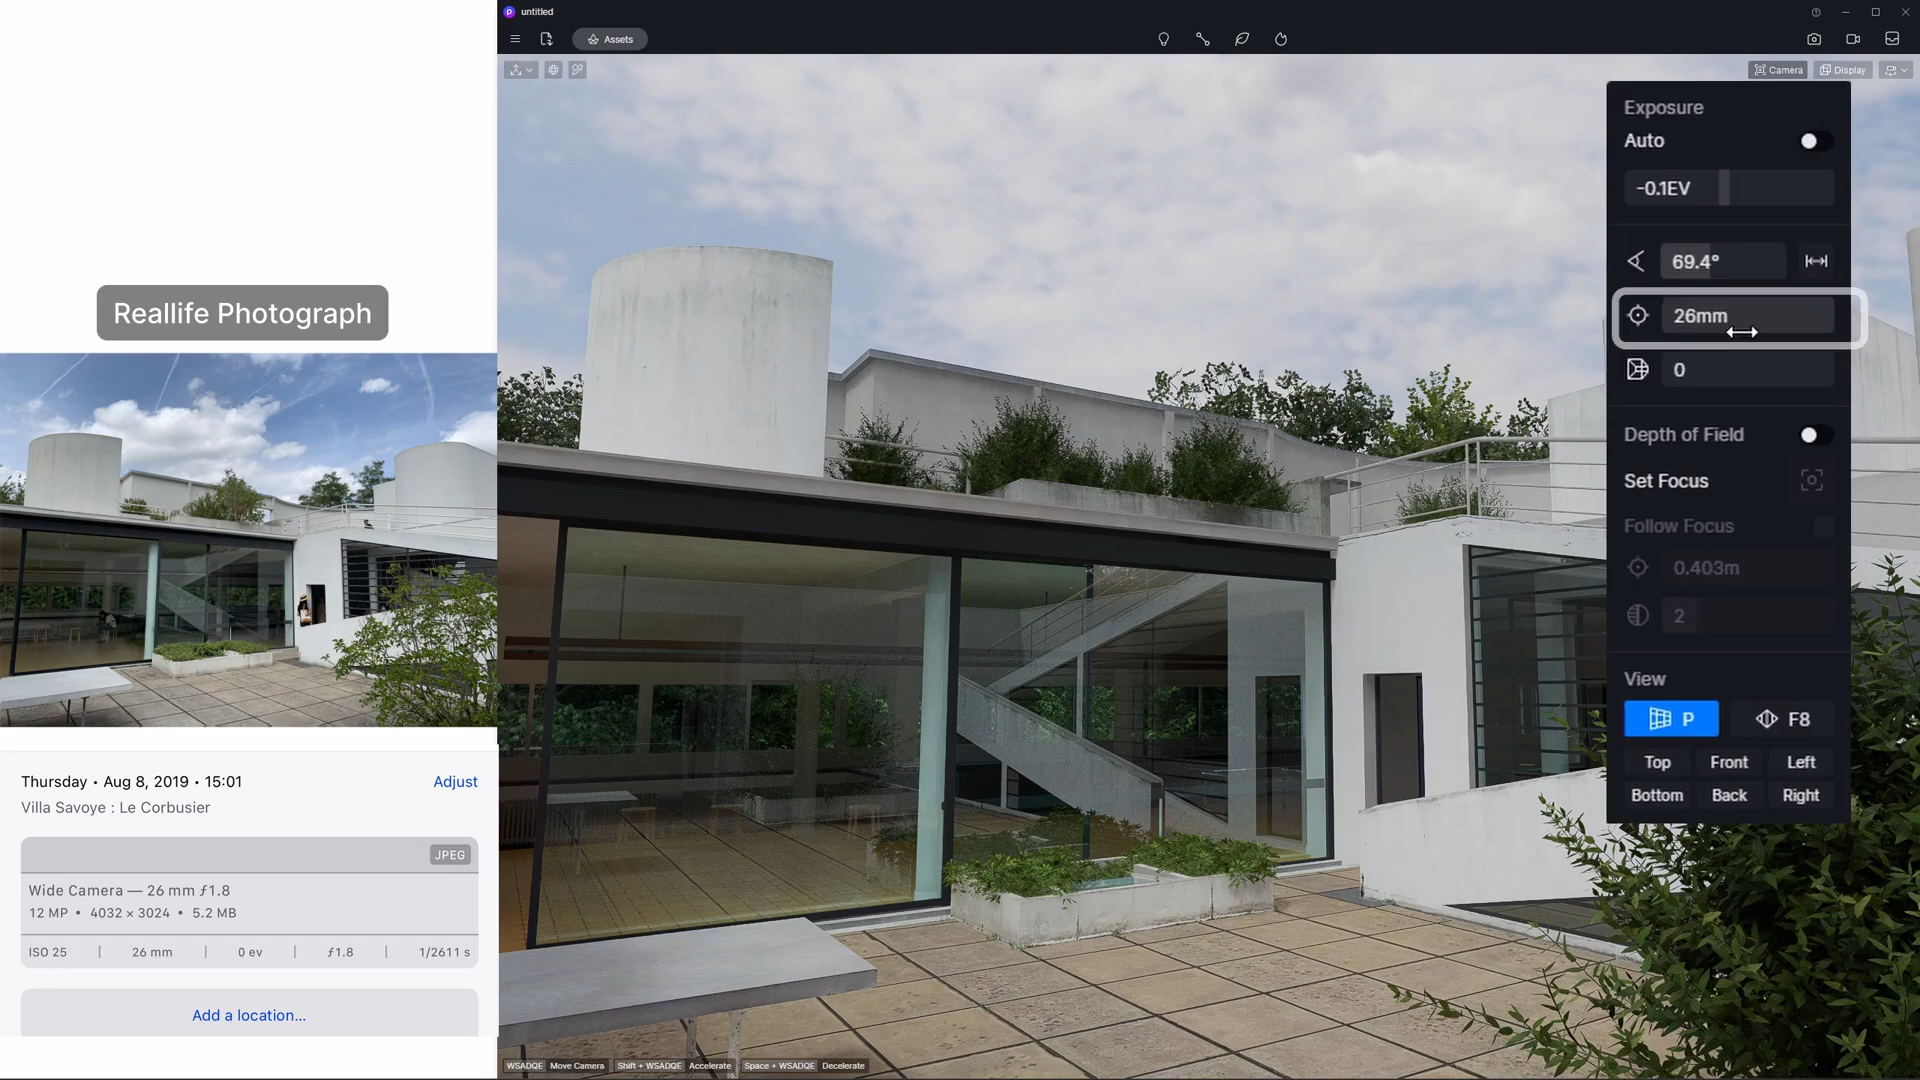 untitled
Assets
Camera
Display
Reallife Photograph
Thursday • Aug 8, 2019 • 15:01
Adjust
Villa Savoye : Le Corbusier
JPEG
Wide Camera — 26 mm ƒ1.8
12 MP • 4032 × 3024 • 5.2 MB
ISO 25 | 26 mm | 0 ev | ƒ1.8 | 1/2611 s
Add a location...
Exposure
Auto
-0.1EV
69.4°
26mm
0
Depth of Field
Set Focus
Follow Focus
0.403m
2
View
P
F8
Top Front Left
Bottom Back Right
WSADQE Move Camera Shift + WSADQE Accelerate Space + WSADQE Decelerate